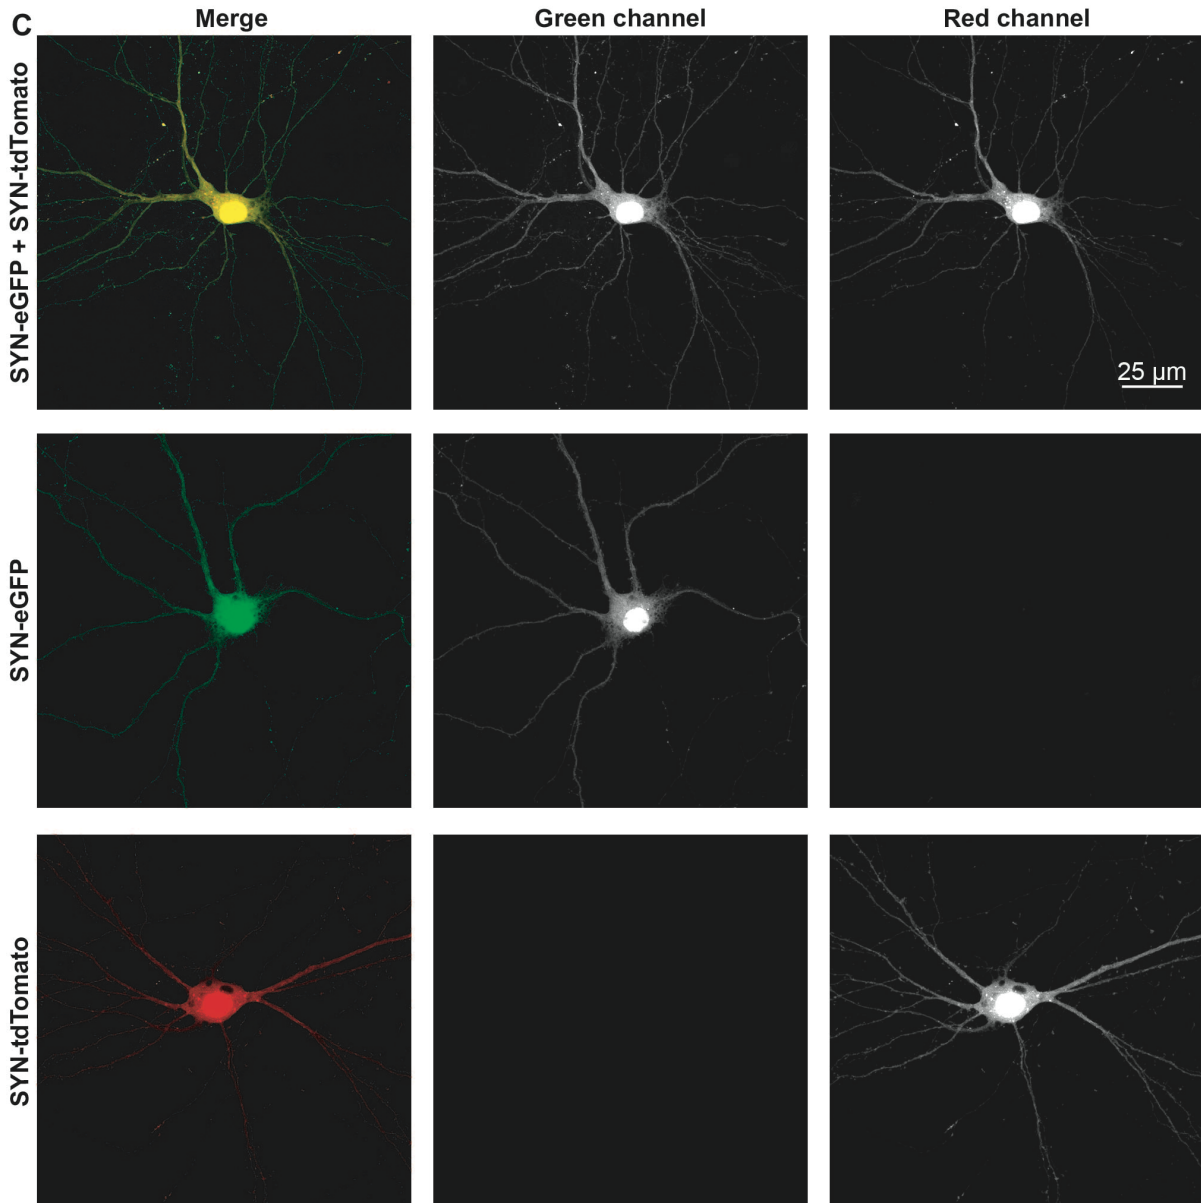 C
Merge
Green channel
Red channel
SYN-eGFP + SYN-tdTomato
25 µm
SYN-eGFP
SYN-tdTomato